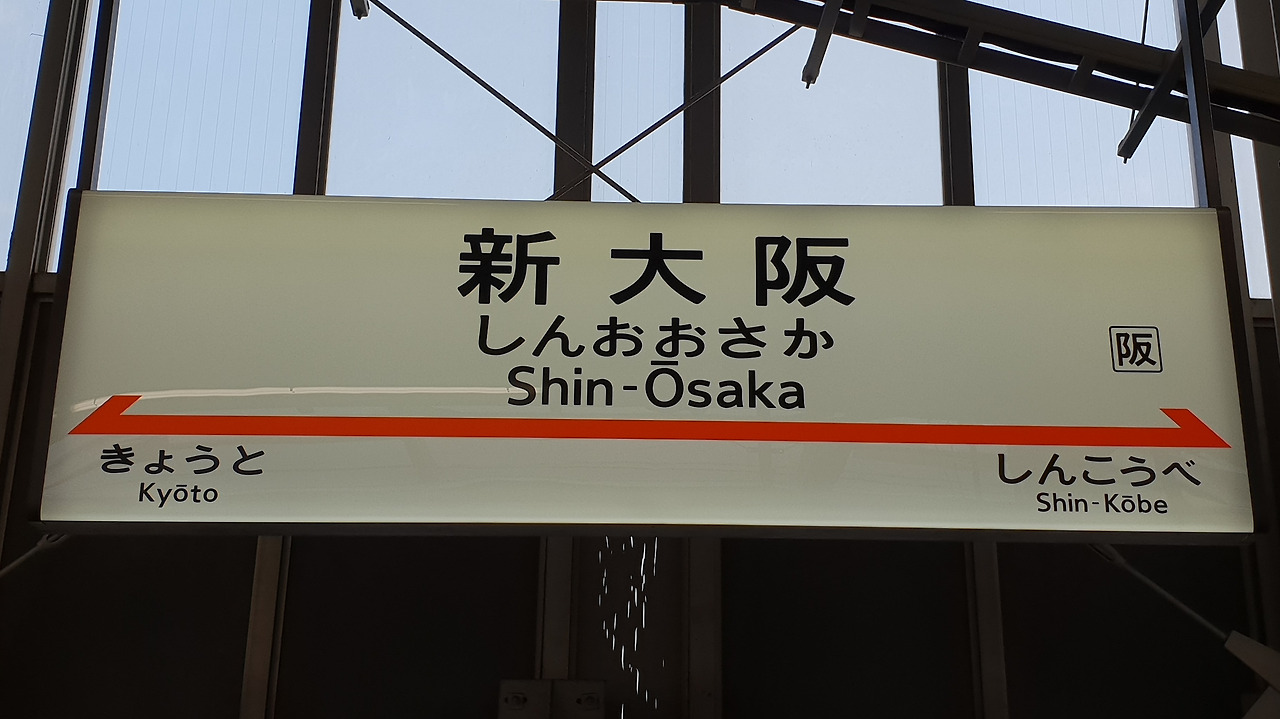 新大阪
しんおおさか
Shin-Ōsaka
阪
きょうと
Kyōto
しんこうべ
Shin-Kōbe